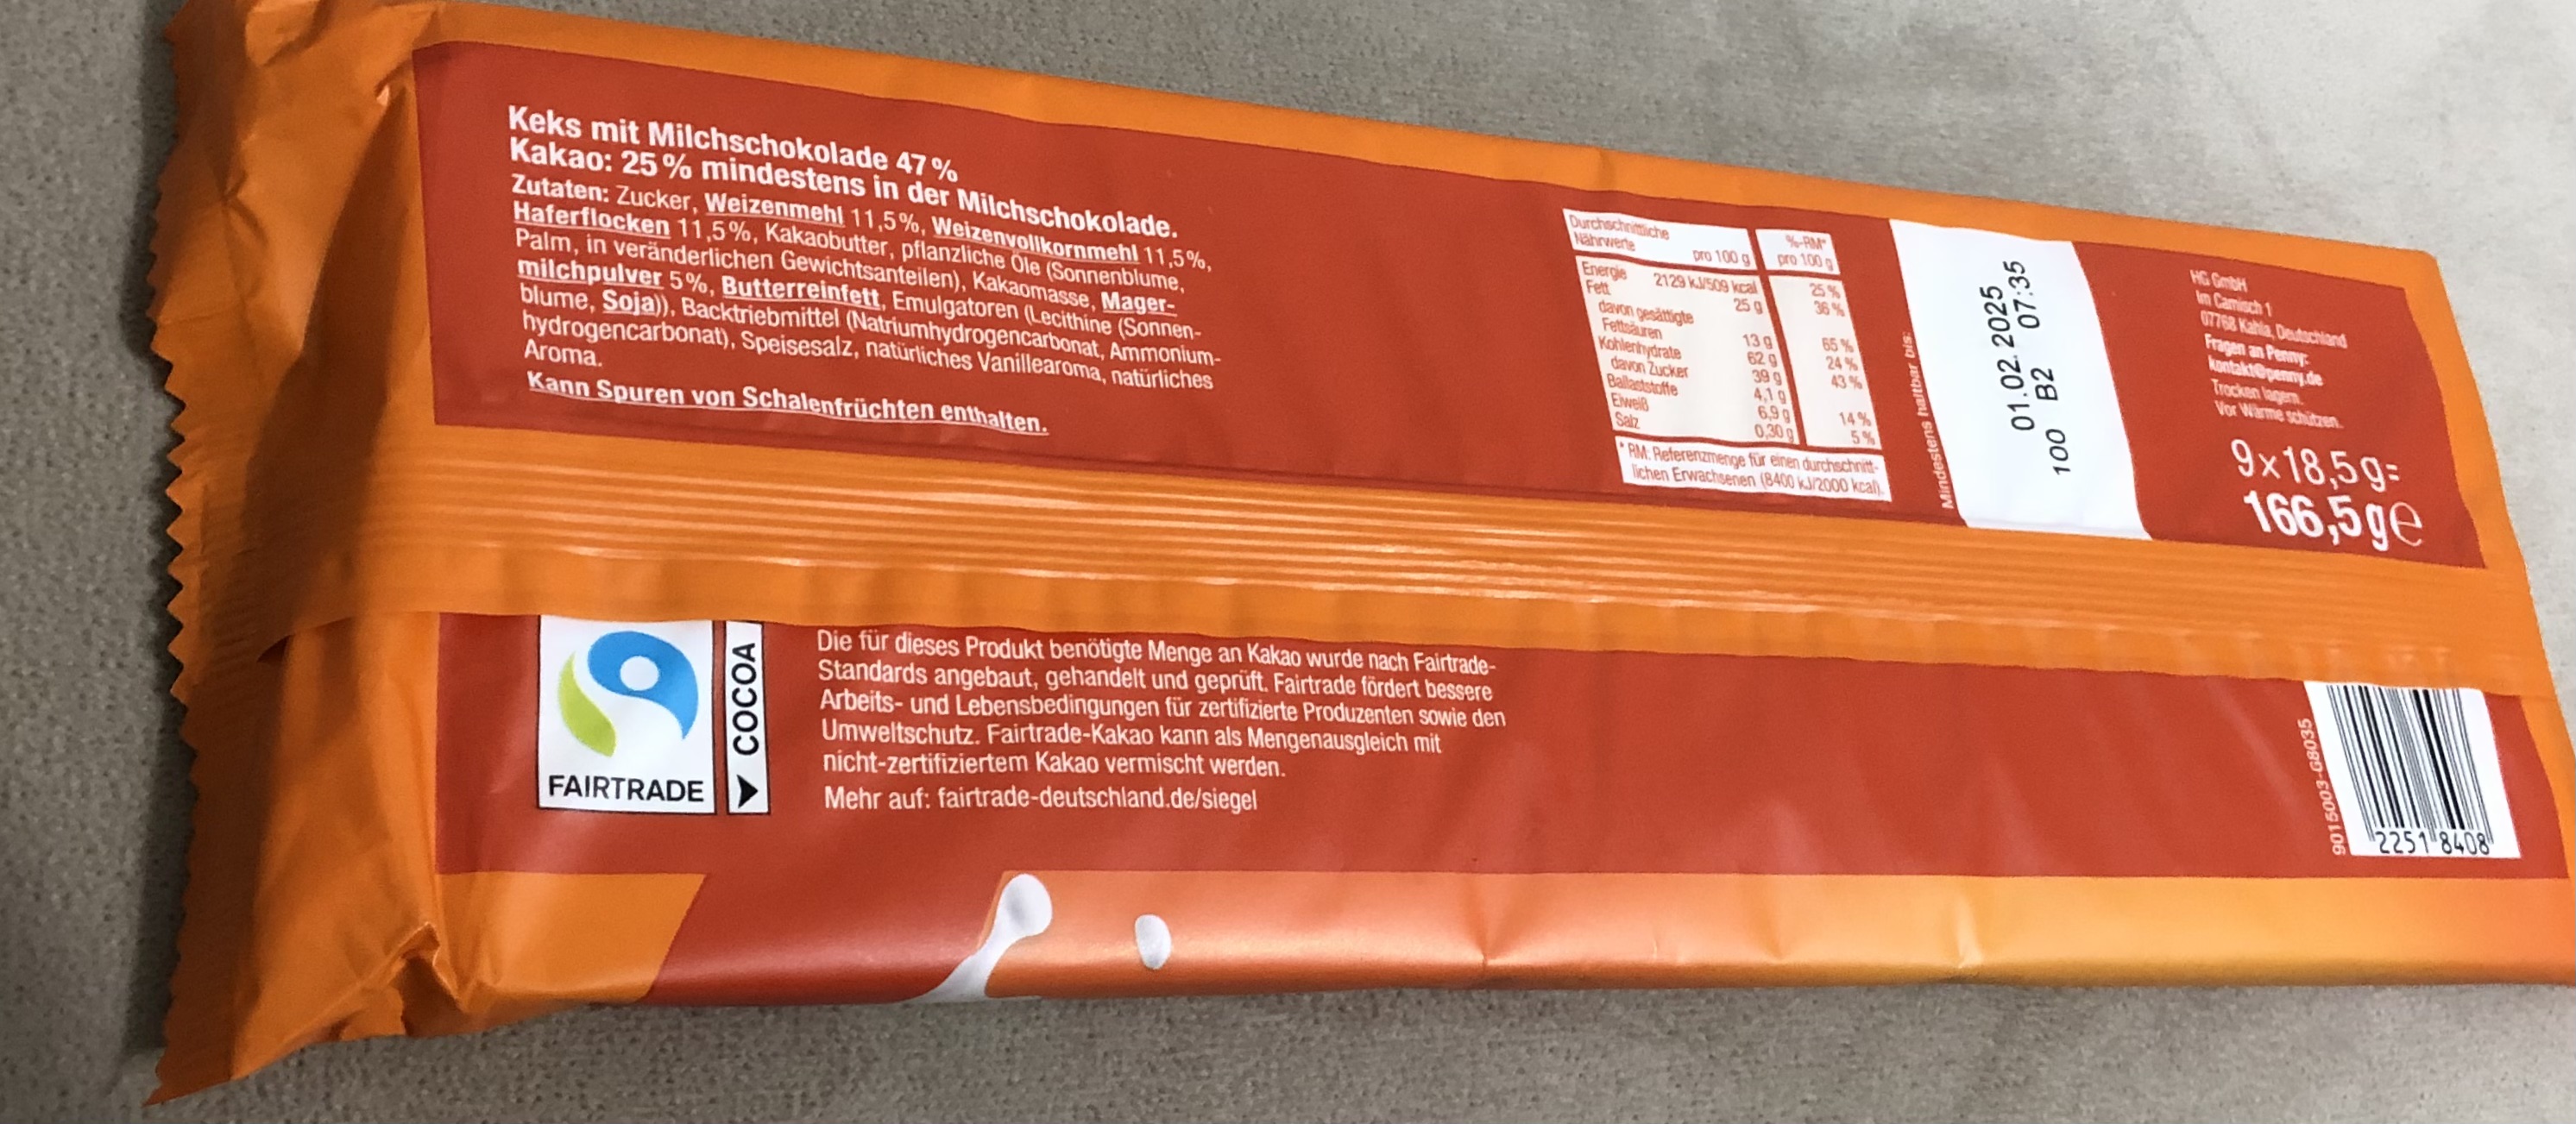 Keks mit Milchschokolade 47 %
Kakao: 25 % mindestens in der Milchschokolade.
Zutaten: Zucker, Weizenmehl 11,5%, Weizenvollkornmehl 11,5%,
Haferflocken 11,5%, Kakaobutter, pflanzliche Öle (Sonnenblume,
Palm, in veränderlichen Gewichtsanteilen), Kakaomasse, Mager-
milchpulver 5%, Butterreinfett, Emulgatoren (Lecithine (Sonnen-
blume, Soja)), Backtriebmittel (Natriumhydrogencarbonat, Ammonium-
hydrogencarbonat), Speisesalz, natürliches Vanillearoma, natürliches
Aroma.
Kann Spuren von Schalenfrüchten enthalten.
Durchschnittliche
Nährwerte pro 100 g
%-RM*
pro 100 g
Energie 2129 kJ/509 kcal 25 %
Fett 25 g 36 %
davon gesättigte
Fettsäuren 13 g 65 %
Kohlenhydrate 62 g 24 %
davon Zucker 39 g 43 %
Ballaststoffe 4,1 g
Eiweiß 6,9 g 14 %
Salz 0,30 g 5 %
* RM: Referenzmenge für einen durchschnitt-
lichen Erwachsenen (8400 kJ/2000 kcal).
Mindestens haltbar bis:
01.02.2025
100 B2 07:35
HG GmbH
Im Camisch 1
07768 Kahla, Deutschland
Fragen an Penny:
kontakt@penny.de
Trocken lagern.
Vor Wärme schützen.
9x18,5 g=
166,5 g e
FAIRTRADE
COCOA
Die für dieses Produkt benötigte Menge an Kakao wurde nach Fairtrade-
Standards angebaut, gehandelt und geprüft. Fairtrade fördert bessere
Arbeits- und Lebensbedingungen für zertifizierte Produzenten sowie den
Umweltschutz. Fairtrade-Kakao kann als Mengenausgleich mit
nicht-zertifiziertem Kakao vermischt werden.
Mehr auf: fairtrade-deutschland.de/siegel
9015003-G8035
2251 8408